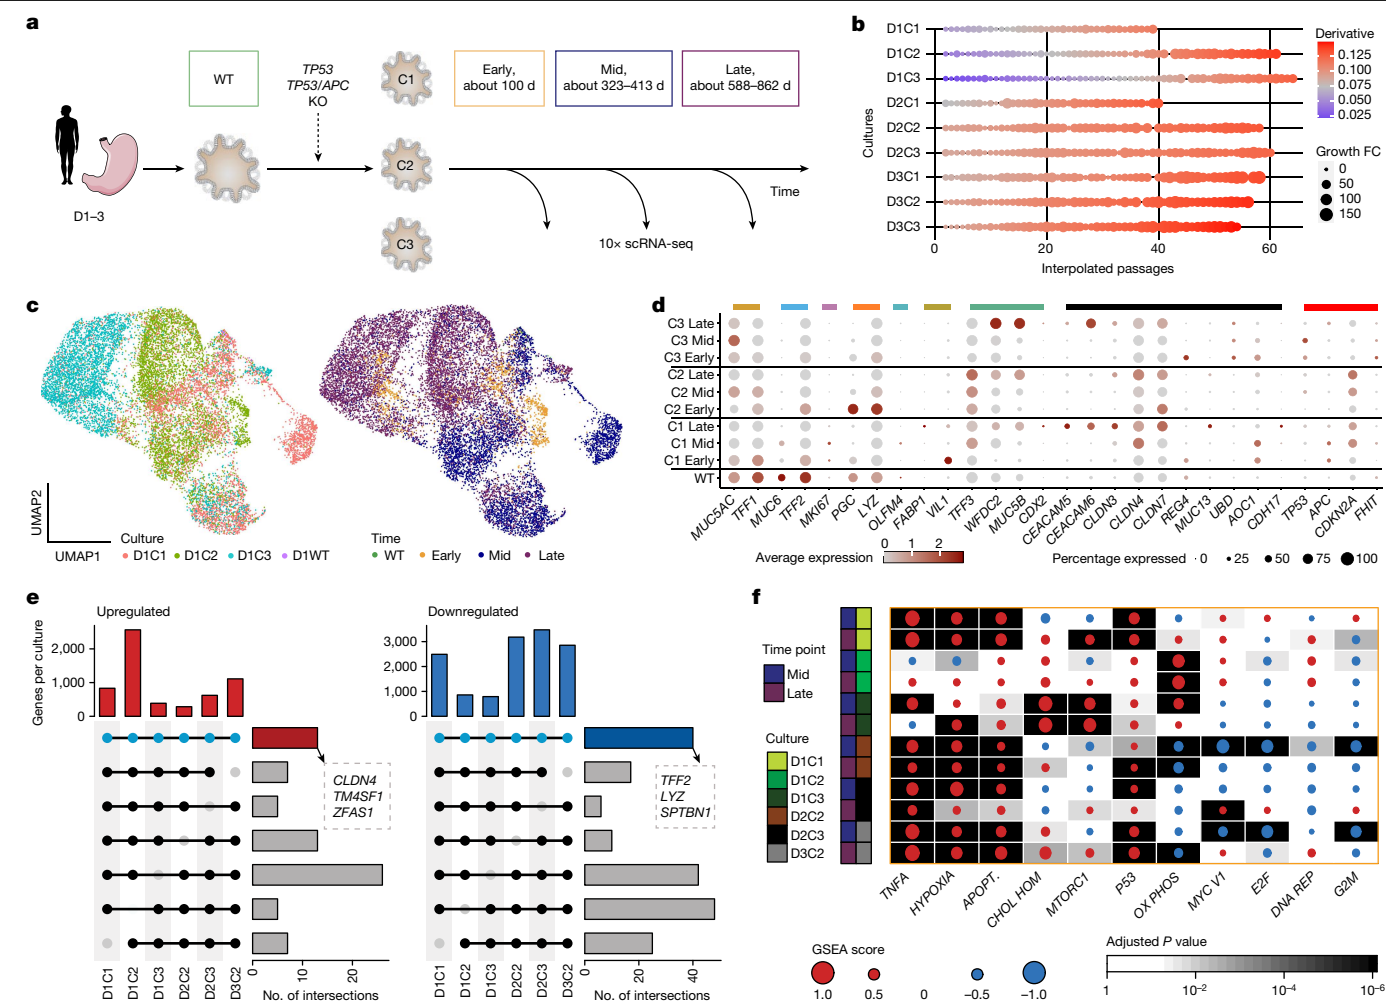 a
WT
TP53
TP53/APC
KO
C1
C2
C3
Early,
about 100 d
Mid,
about 323–413 d
Late,
about 588–862 d
D1–3
Time
10× scRNA-seq
b
Cultures
D1C1
D1C2
D1C3
D2C1
D2C2
D2C3
D3C1
D3C2
D3C3
0 20 40 60
Interpolated passages
Derivative
0.125
0.100
0.075
0.050
0.025
Growth FC
0
50
100
150
c
UMAP2
UMAP1
Culture
D1C1 D1C2 D1C3 D1WT
Time
WT Early Mid Late
d
C3 Late
C3 Mid
C3 Early
C2 Late
C2 Mid
C2 Early
C1 Late
C1 Mid
C1 Early
WT
MUC5AC TFF1 MUC6 TFF2 MKI67 PGC LYZ OLFM4 FABP1 VIL1 TFF3 WFDC2 MUC5B CDX2 CEACAM5 CEACAM6 CLDN3 CLDN4 CLDN7 REG4 MUC13 UBD AOC1 CDH17 TP53 APC CDKN2A FHIT
Average expression 0 1 2
Percentage expressed 0 25 50 75 100
e
Upregulated
Genes per culture
2,000
1,000
0
CLDN4
TM4SF1
ZFAS1
D1C1 D1C2 D1C3 D2C2 D2C3 D3C2
0 10 20
No. of intersections
Downregulated
3,000
2,000
1,000
0
TFF2
LYZ
SPTBN1
D1C1 D1C2 D1C3 D2C2 D2C3 D3C2
0 20 40
No. of intersections
f
Time point
Mid
Late
Culture
D1C1
D1C2
D1C3
D2C2
D2C3
D3C2
TNFA HYPOXIA APOPT. CHOL HOM MTORC1 P53 OX PHOS MYC V1 E2F DNA REP G2M
GSEA score
1.0 0.5 0 −0.5 −1.0
Adjusted P value
1 10⁻² 10⁻⁴ 10⁻⁶